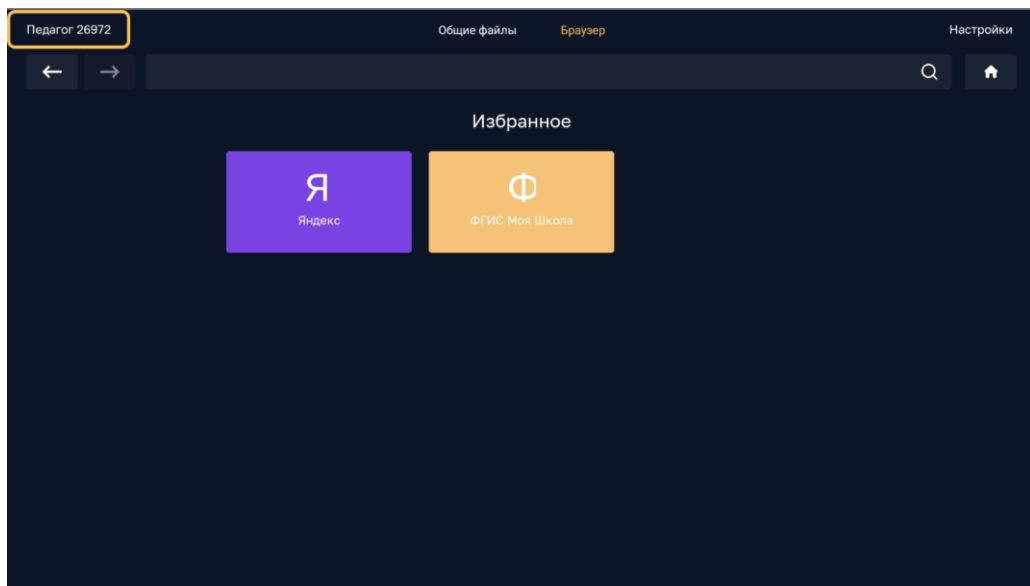 Педагог 26972
Общие файлы
Браузер
Настройки
Избранное
Я
Яндекс
Ф
ФГИС Моя Школа